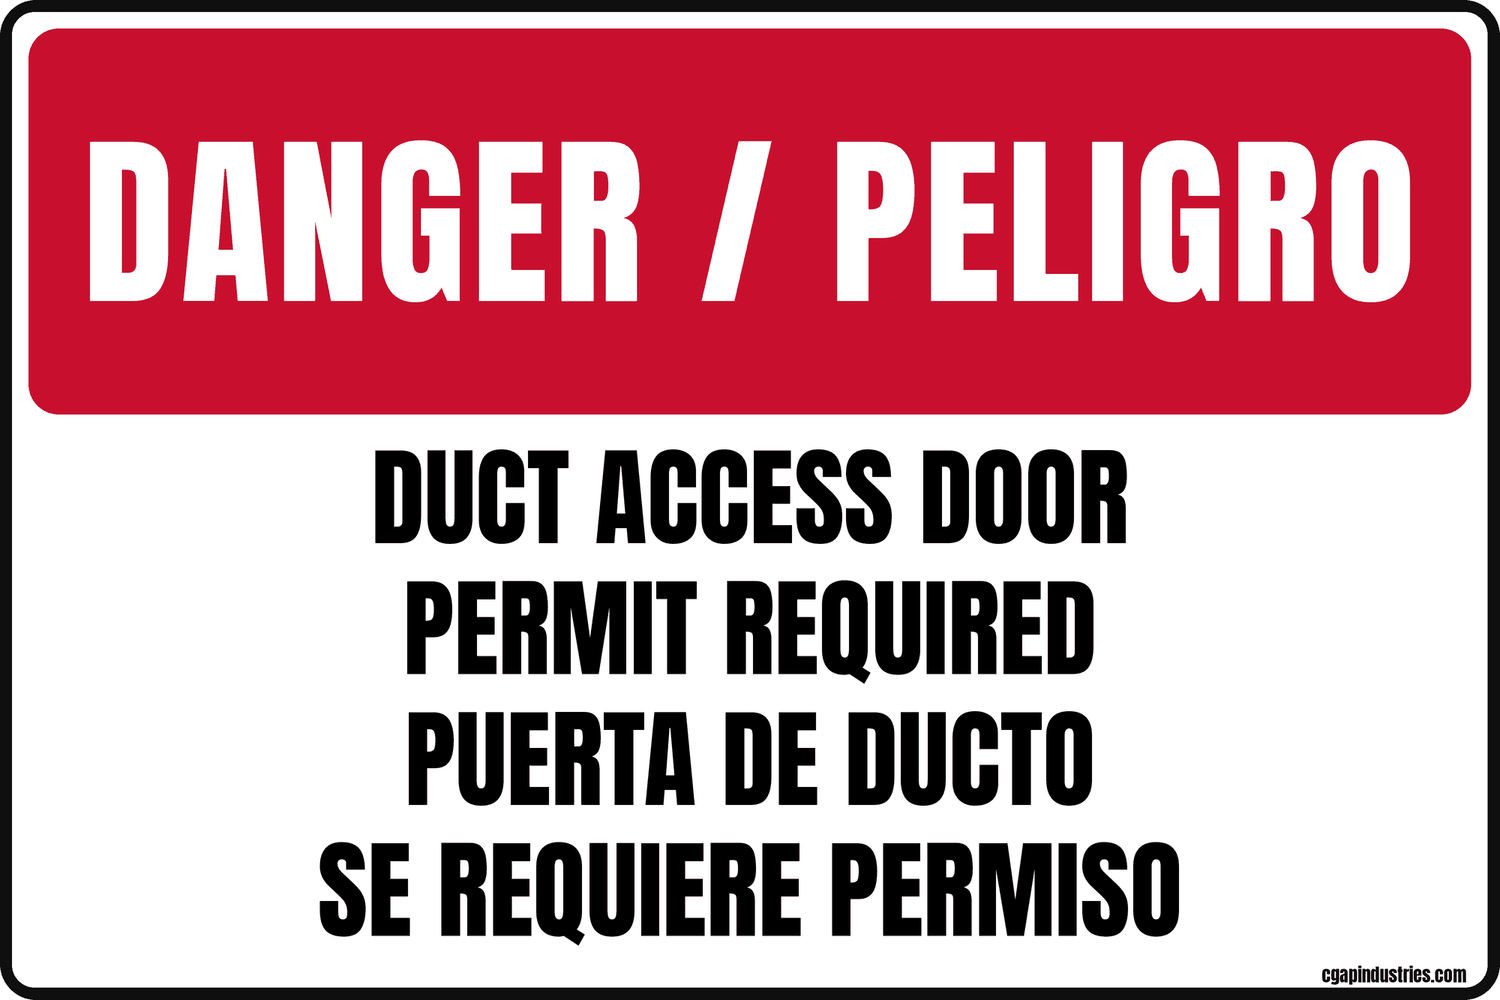 DANGER / PELIGRO
DUCT ACCESS DOOR
PERMIT REQUIRED
PUERTA DE DUCTO
SE REQUIERE PERMISO
cgapindustries.com